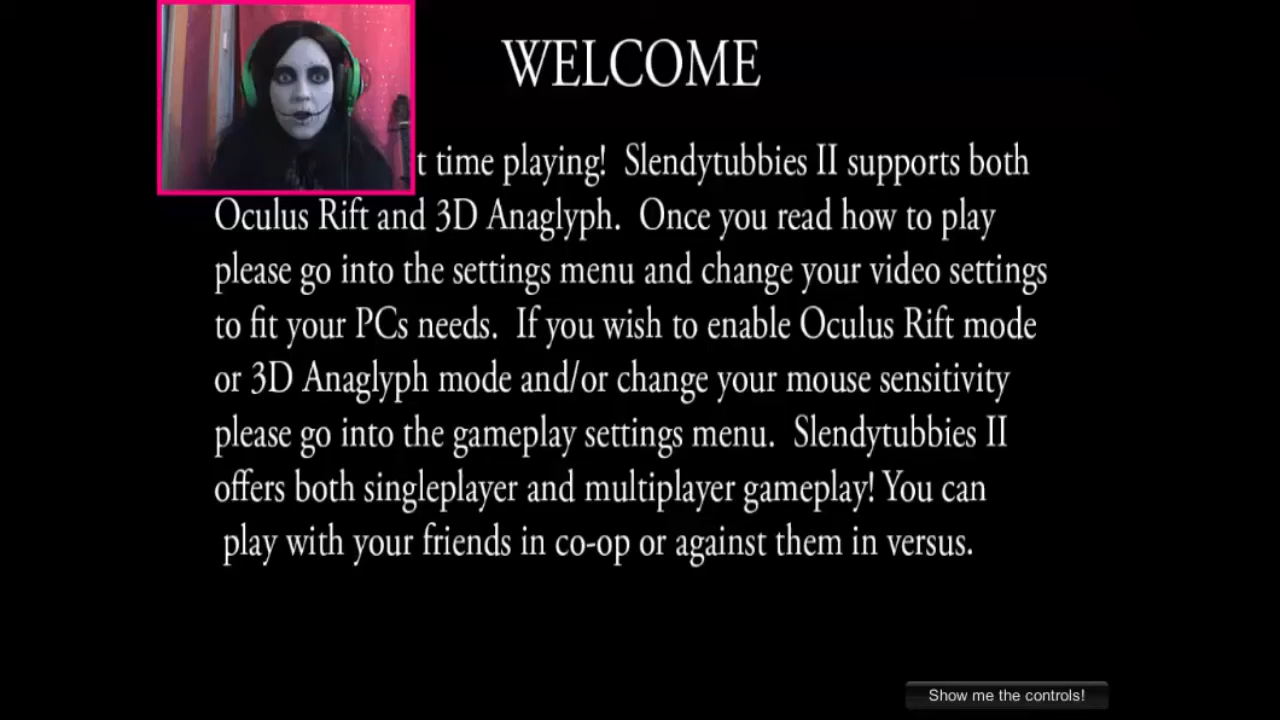 WELCOME
time playing!  Slendytubbies II supports both
Oculus Rift and 3D Anaglyph.  Once you read how to play
please go into the settings menu and change your video settings
to fit your PCs needs.  If you wish to enable Oculus Rift mode
or 3D Anaglyph mode and/or change your mouse sensitivity
please go into the gameplay settings menu.  Slendytubbies II
offers both singleplayer and multiplayer gameplay! You can
play with your friends in co-op or against them in versus.
Show me the controls!